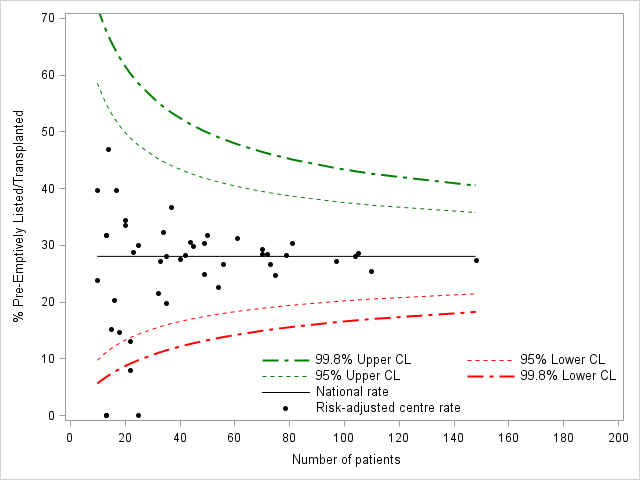 70
60
50
40
30
20
10
0
% Pre-Emptively Listed/Transplanted
99.8% Upper CL
95% Lower CL
95% Upper CL
99.8% Lower CL
National rate
Risk-adjusted centre rate
0 20 40 60 80 100 120 140 160 180 200
Number of patients